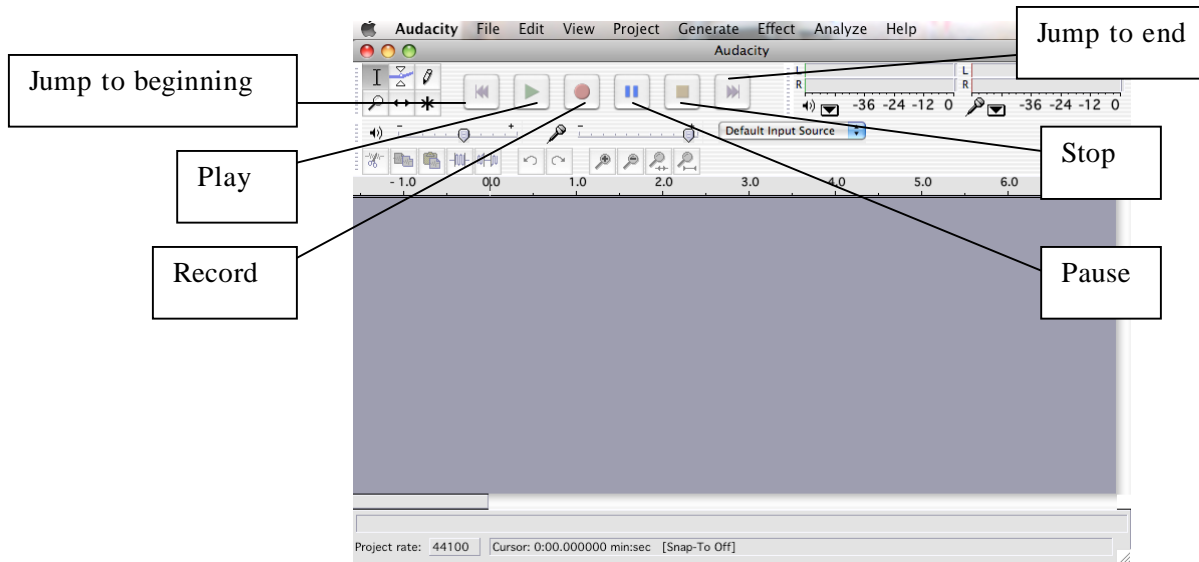 Audacity File Edit View Project Generate Effect Analyze Help
Jump to end
Audacity
Jump to beginning
L
R
-36 -24 -12 0
L
R
-36 -24 -12 0
- +
- +
Default Input Source
Stop
Play
- 1.0 0.0 1.0 2.0 3.0 4.0 5.0 6.0
Record
Pause
Project rate: 44100 Cursor: 0:00.000000 min:sec [Snap-To Off]